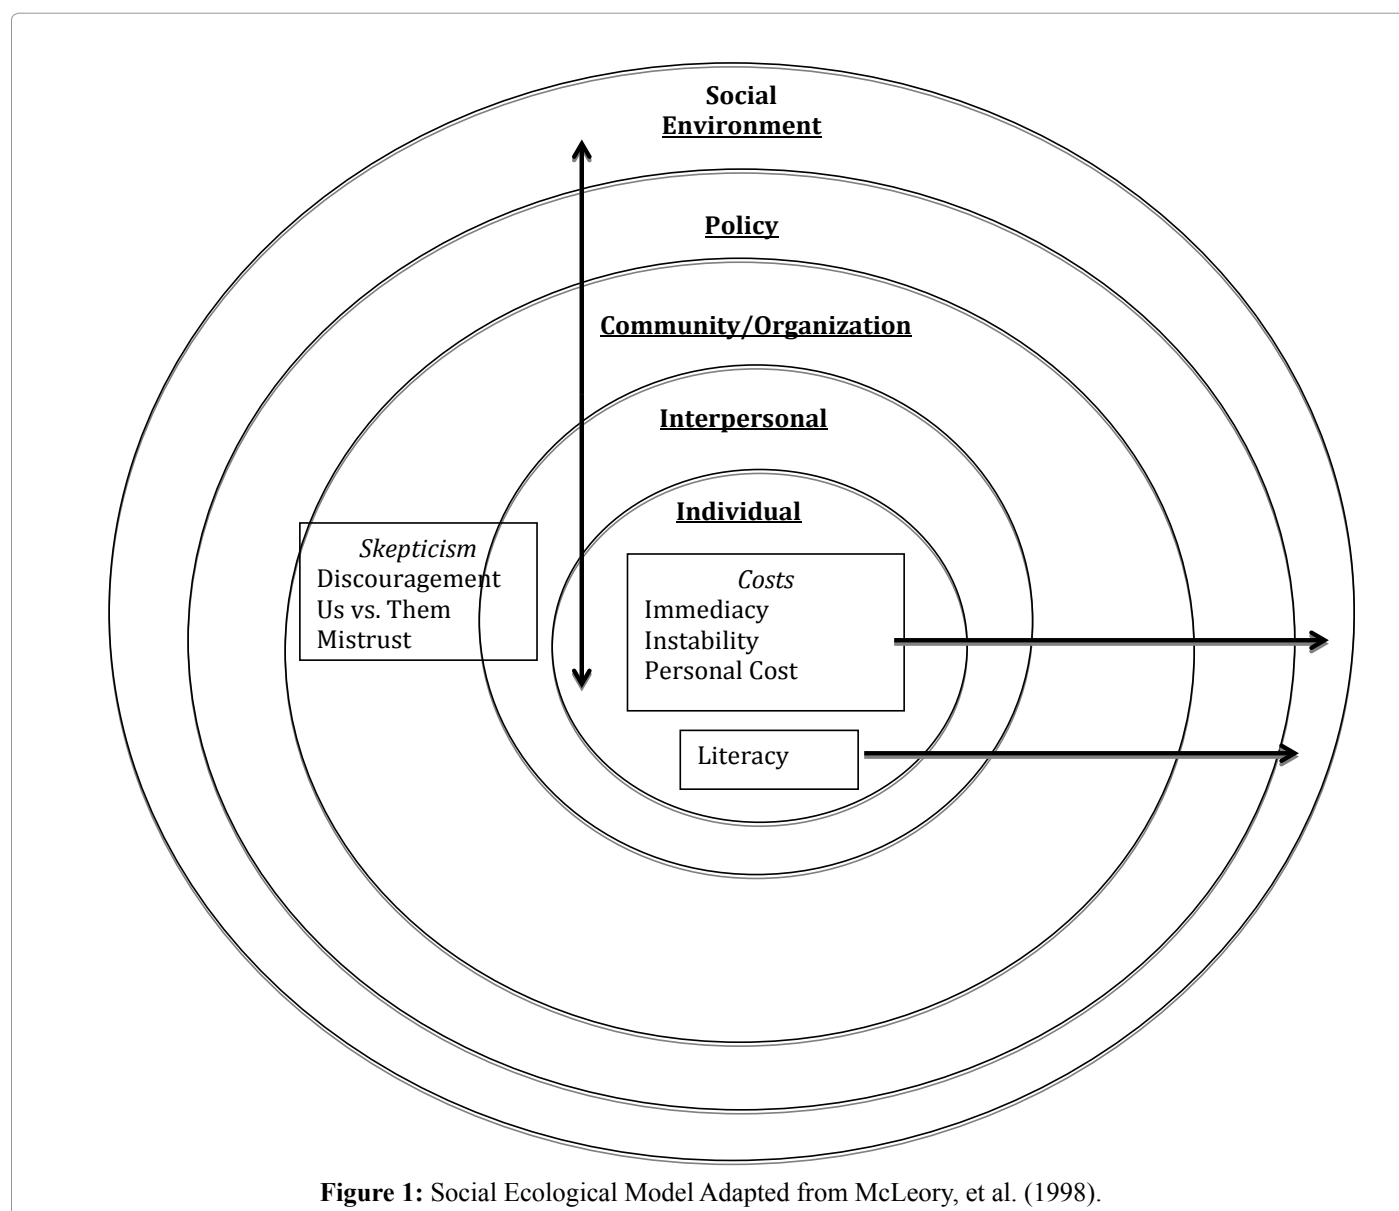 Social
Environment
Policy
Community/Organization
Interpersonal
Individual
Skepticism
Discouragement
Us vs. Them
Mistrust
Costs
Immediacy
Instability
Personal Cost
Literacy
Figure 1: Social Ecological Model Adapted from McLeory, et al. (1998).